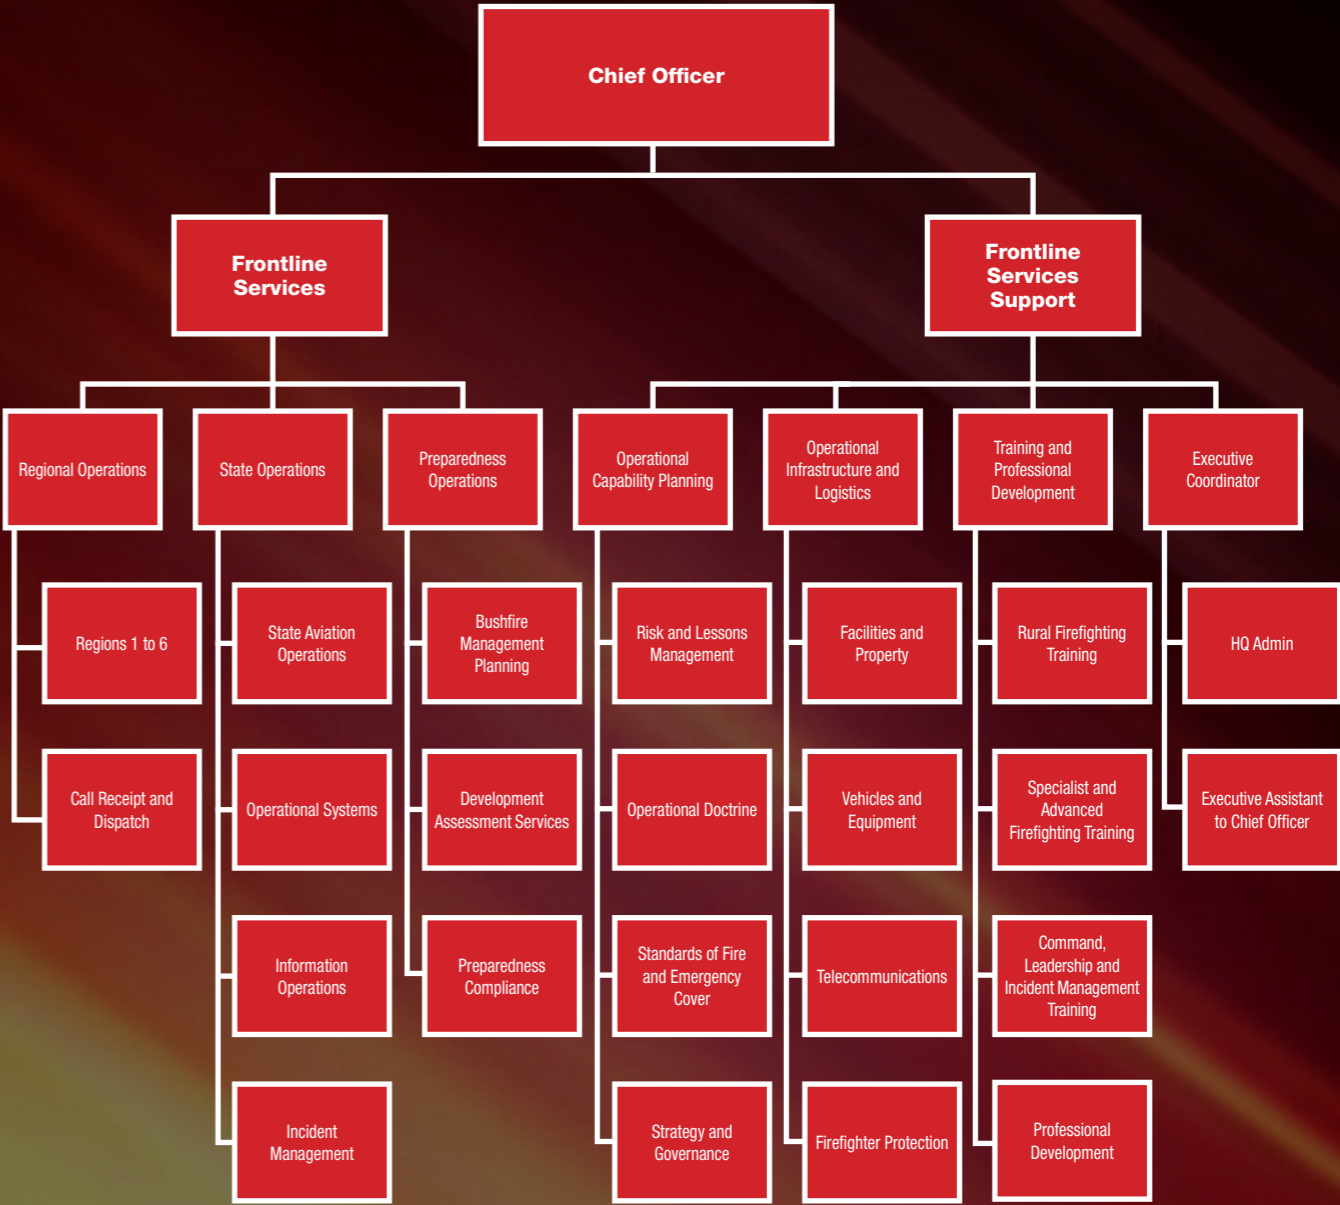 Chief Officer
Frontline
Services
Frontline
Services
Support
Regional Operations
State Operations
Preparedness
Operations
Operational
Capability Planning
Operational
Infrastructure and
Logistics
Training and
Professional
Development
Executive
Coordinator
Regions 1 to 6
State Aviation
Operations
Bushfire
Management
Planning
Risk and Lessons
Management
Facilities and
Property
Rural Firefighting
Training
HQ Admin
Call Receipt and
Dispatch
Operational Systems
Development
Assessment Services
Operational Doctrine
Vehicles and
Equipment
Specialist and
Advanced
Firefighting Training
Executive Assistant
to Chief Officer
Information
Operations
Preparedness
Compliance
Standards of Fire
and Emergency
Cover
Telecommunications
Command,
Leadership and
Incident Management
Training
Incident
Management
Strategy and
Governance
Firefighter Protection
Professional
Development